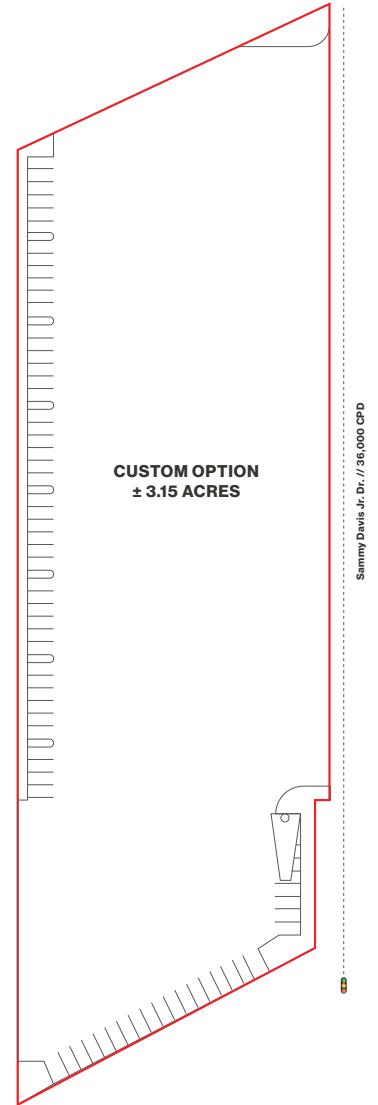 CUSTOM OPTION
± 3.15 ACRES
Sammy Davis Jr. Dr. // 36,000 CPD